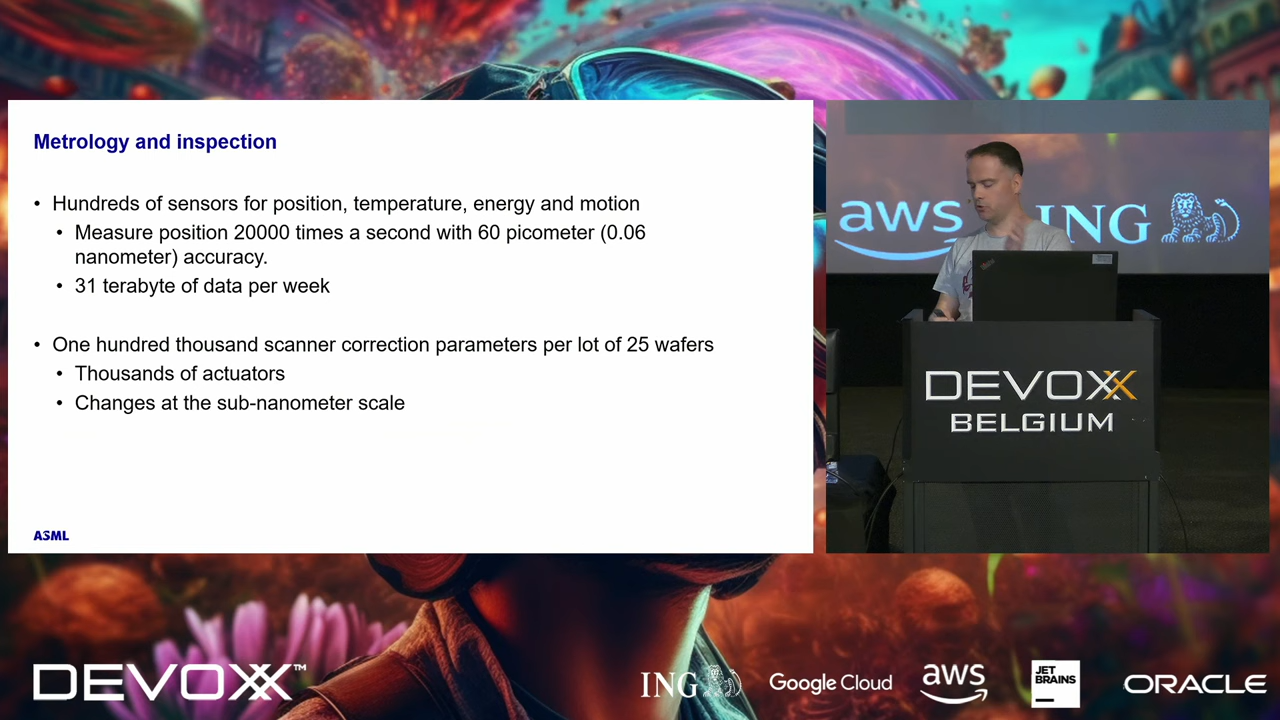 Metrology and inspection
• Hundreds of sensors for position, temperature, energy and motion
• Measure position 20000 times a second with 60 picometer (0.06
nanometer) accuracy.
• 31 terabyte of data per week
• One hundred thousand scanner correction parameters per lot of 25 wafers
• Thousands of actuators
• Changes at the sub-nanometer scale
ASML
aws
ING
DEVOXX
BELGIUM
DEVOXX™
ING
Google Cloud
aws
JET
BRAINS
ORACLE